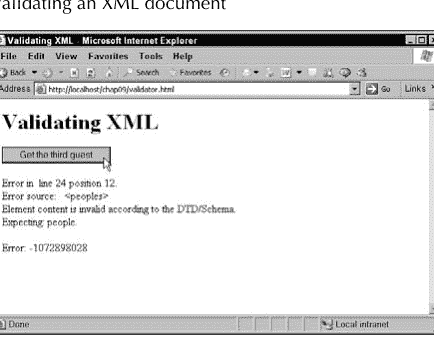 alidating an XML document
Validating XML - Microsoft Internet Explorer
File Edit View Favorites Tools Help
Back Search Favorites
Address http://localhost/chap09/validator.html Go Links
Validating XML
Get the third guest
Error in line 24 position 12.
Error source: <peoples>
Element content is invalid according to the DTD/Schema.
Expecting: people.
Error: -1072898028
Done Local intranet